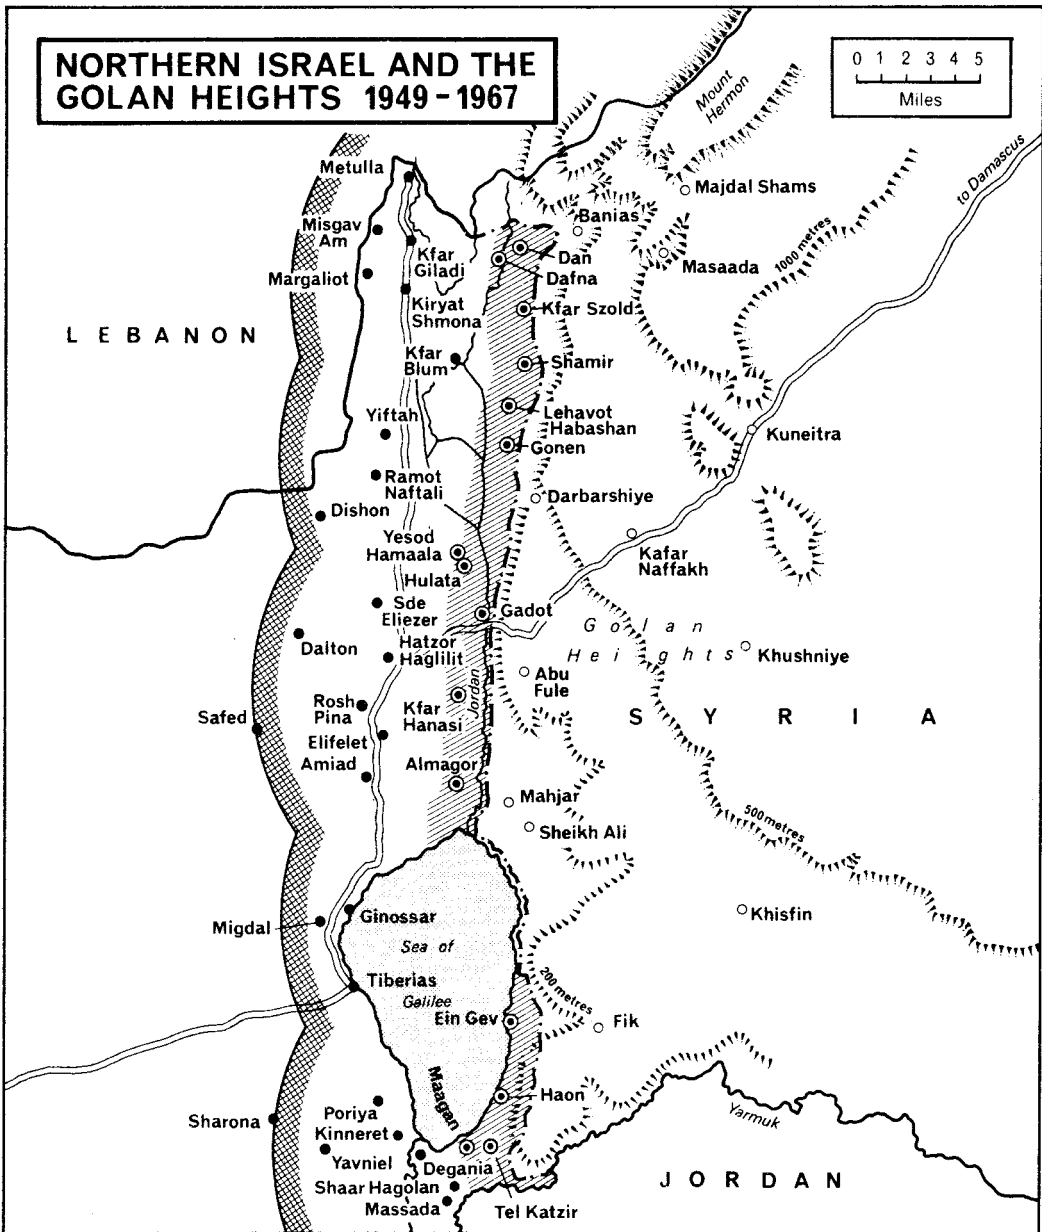 NORTHERN ISRAEL AND THE
GOLAN HEIGHTS 1949-1967
0 1 2 3 4 5
Miles
Mount
Hermon
to Damascus
Metulla
Majdal Shams
Misgav
Am
Banias
Kfar
Giladi
Dan
Masaada
1000 metres
Margaliot
Dafna
Kiryat
Shmona
Kfar Szold
LEBANON
Kfar
Blum
Shamir
Lehavot
Habashan
Yiftah
Kuneitra
Gonen
Ramot
Naftali
Darbarshiye
Dishon
Yesod
Hamaala
Kafar
Naffakh
Hulata
Sde
Eliezer
Gadot
Golan
Heights
Dalton
Hatzor
Haglilit
Khushniye
Abu
Fule
Jordan
Rosh
Pina
Kfar
Hanasi
Safed
SYRIA
Elifelet
Amiad
Almagor
Mahjar
500 metres
Sheikh Ali
Ginossar
Khisfin
Migdal
Sea of
Galilee
Tiberias
200 metres
Ein Gev
Fik
Maagan
Haon
Poriya
Yarmuk
Sharona
Kinneret
Yavniel
Degania
JORDAN
Shaar Hagolan
Massada
Tel Katzir